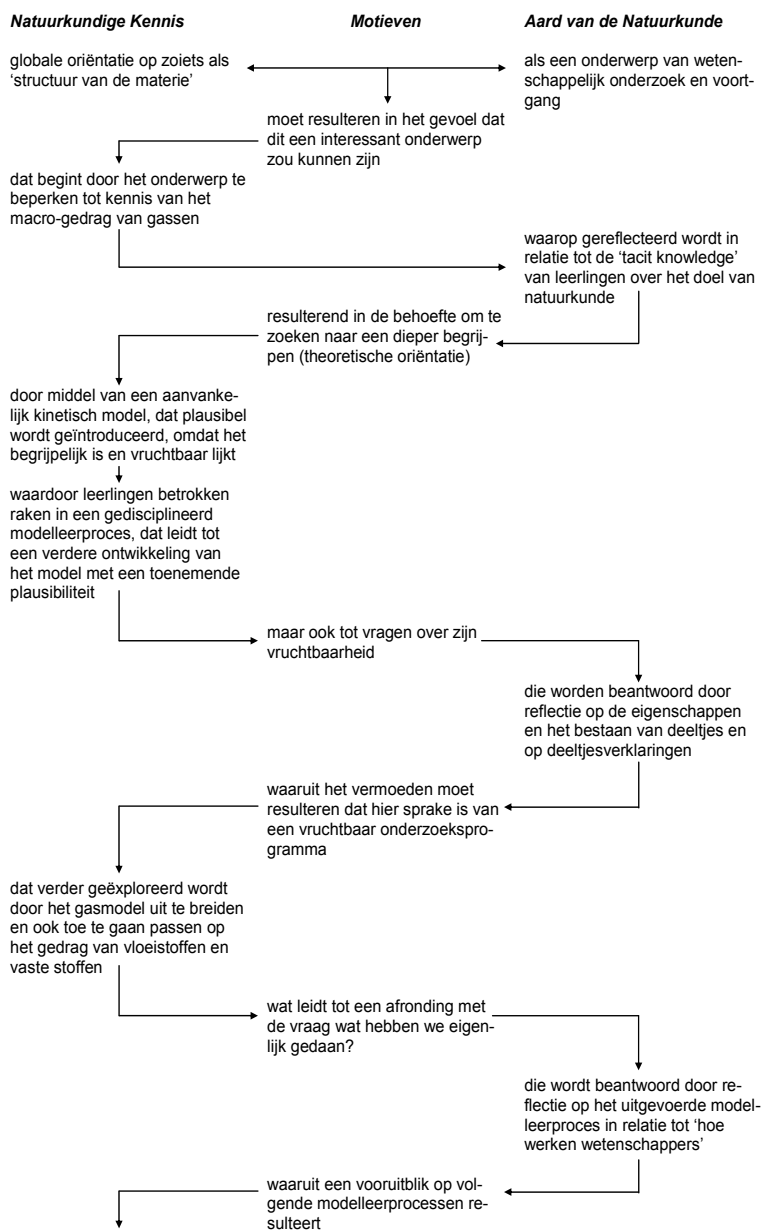 Natuurkundige Kennis
Motieven
Aard van de Natuurkunde
globale oriëntatie op zoiets als
‘structuur van de materie’
als een onderwerp van weten-
schappelijk onderzoek en voort-
gang
moet resulteren in het gevoel dat
dit een interessant onderwerp
zou kunnen zijn
dat begint door het onderwerp te
beperken tot kennis van het
macro-gedrag van gassen
waarop gereflecteerd wordt in
relatie tot de ‘tacit knowledge’
van leerlingen over het doel van
natuurkunde
resulterend in de behoefte om te
zoeken naar een dieper begrij-
pen (theoretische oriëntatie)
door middel van een aanvanke-
lijk kinetisch model, dat plausibel
wordt geïntroduceerd, omdat het
begrijpelijk is en vruchtbaar lijkt
waardoor leerlingen betrokken
raken in een gedisciplineerd
modelleerproces, dat leidt tot
een verdere ontwikkeling van
het model met een toenemende
plausibiliteit
maar ook tot vragen over zijn
vruchtbaarheid
die worden beantwoord door
reflectie op de eigenschappen
en het bestaan van deeltjes en
op deeltjesverklaringen
waaruit het vermoeden moet
resulteren dat hier sprake is van
een vruchtbaar onderzoekspro-
gramma
dat verder geëxploreerd wordt
door het gasmodel uit te breiden
en ook toe te gaan passen op
het gedrag van vloeistoffen en
vaste stoffen
wat leidt tot een afronding met
de vraag wat hebben we eigen-
lijk gedaan?
die wordt beantwoord door re-
flectie op het uitgevoerde model-
leerproces in relatie tot ‘hoe
werken wetenschappers’
waaruit een vooruitblik op vol-
gende modelleerprocessen re-
sulteert